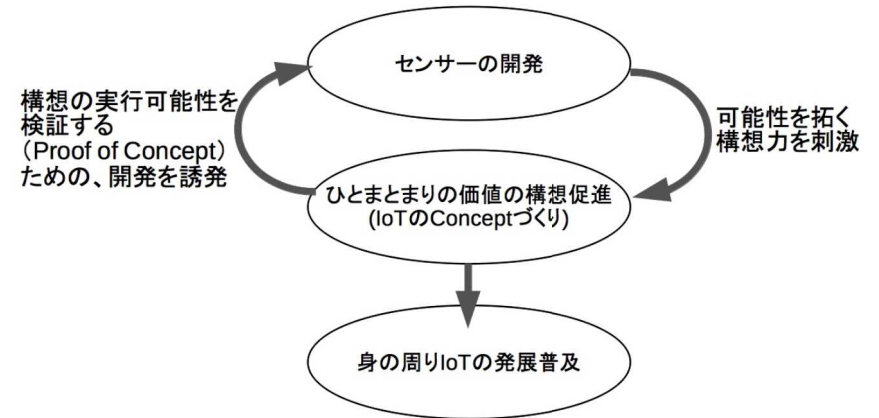 センサーの開発
構想の実行可能性を
検証する
（Proof of Concept）
ための、開発を誘発
可能性を拓く
構想力を刺激
ひとまとまりの価値の構想促進
(IoTのConceptづくり)
身の周りIoTの発展普及